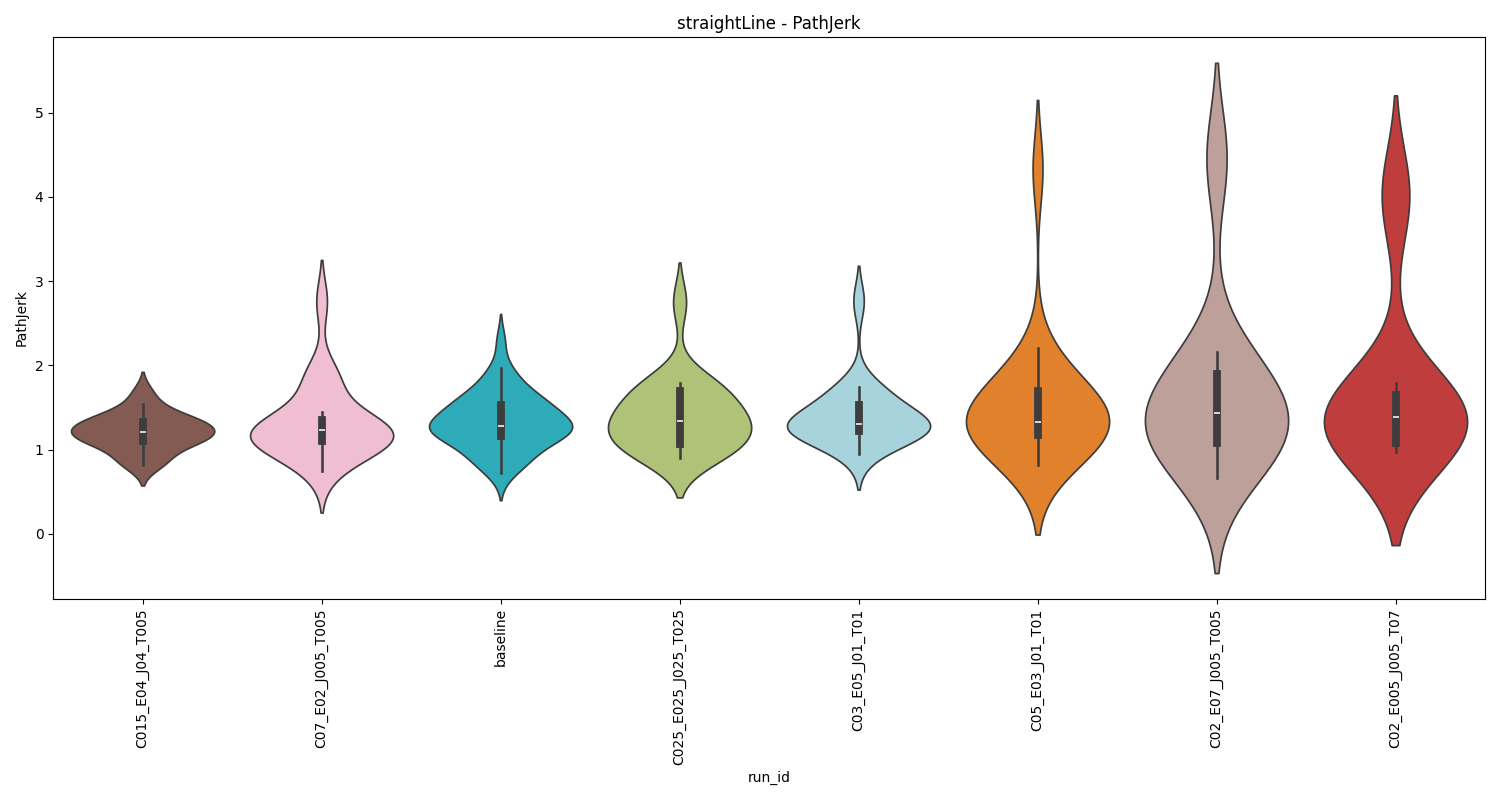 straightLine - PathJerk
PathJerk
5
4
3
2
1
0
C015_E04_J04_T005
C07_E02_J005_T005
baseline
C025_E025_J025_T025
C03_E05_J01_T01
C05_E03_J01_T01
C02_E07_J005_T005
C02_E005_J005_T07
run_id